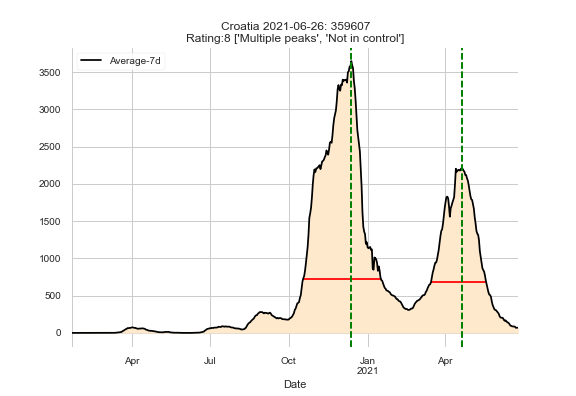 Croatia 2021-06-26: 359607
Rating:8 ['Multiple peaks', 'Not in control']
Average-7d
3500
3000
2500
2000
1500
1000
500
0
Apr Jul Oct Jan Apr
2021
Date